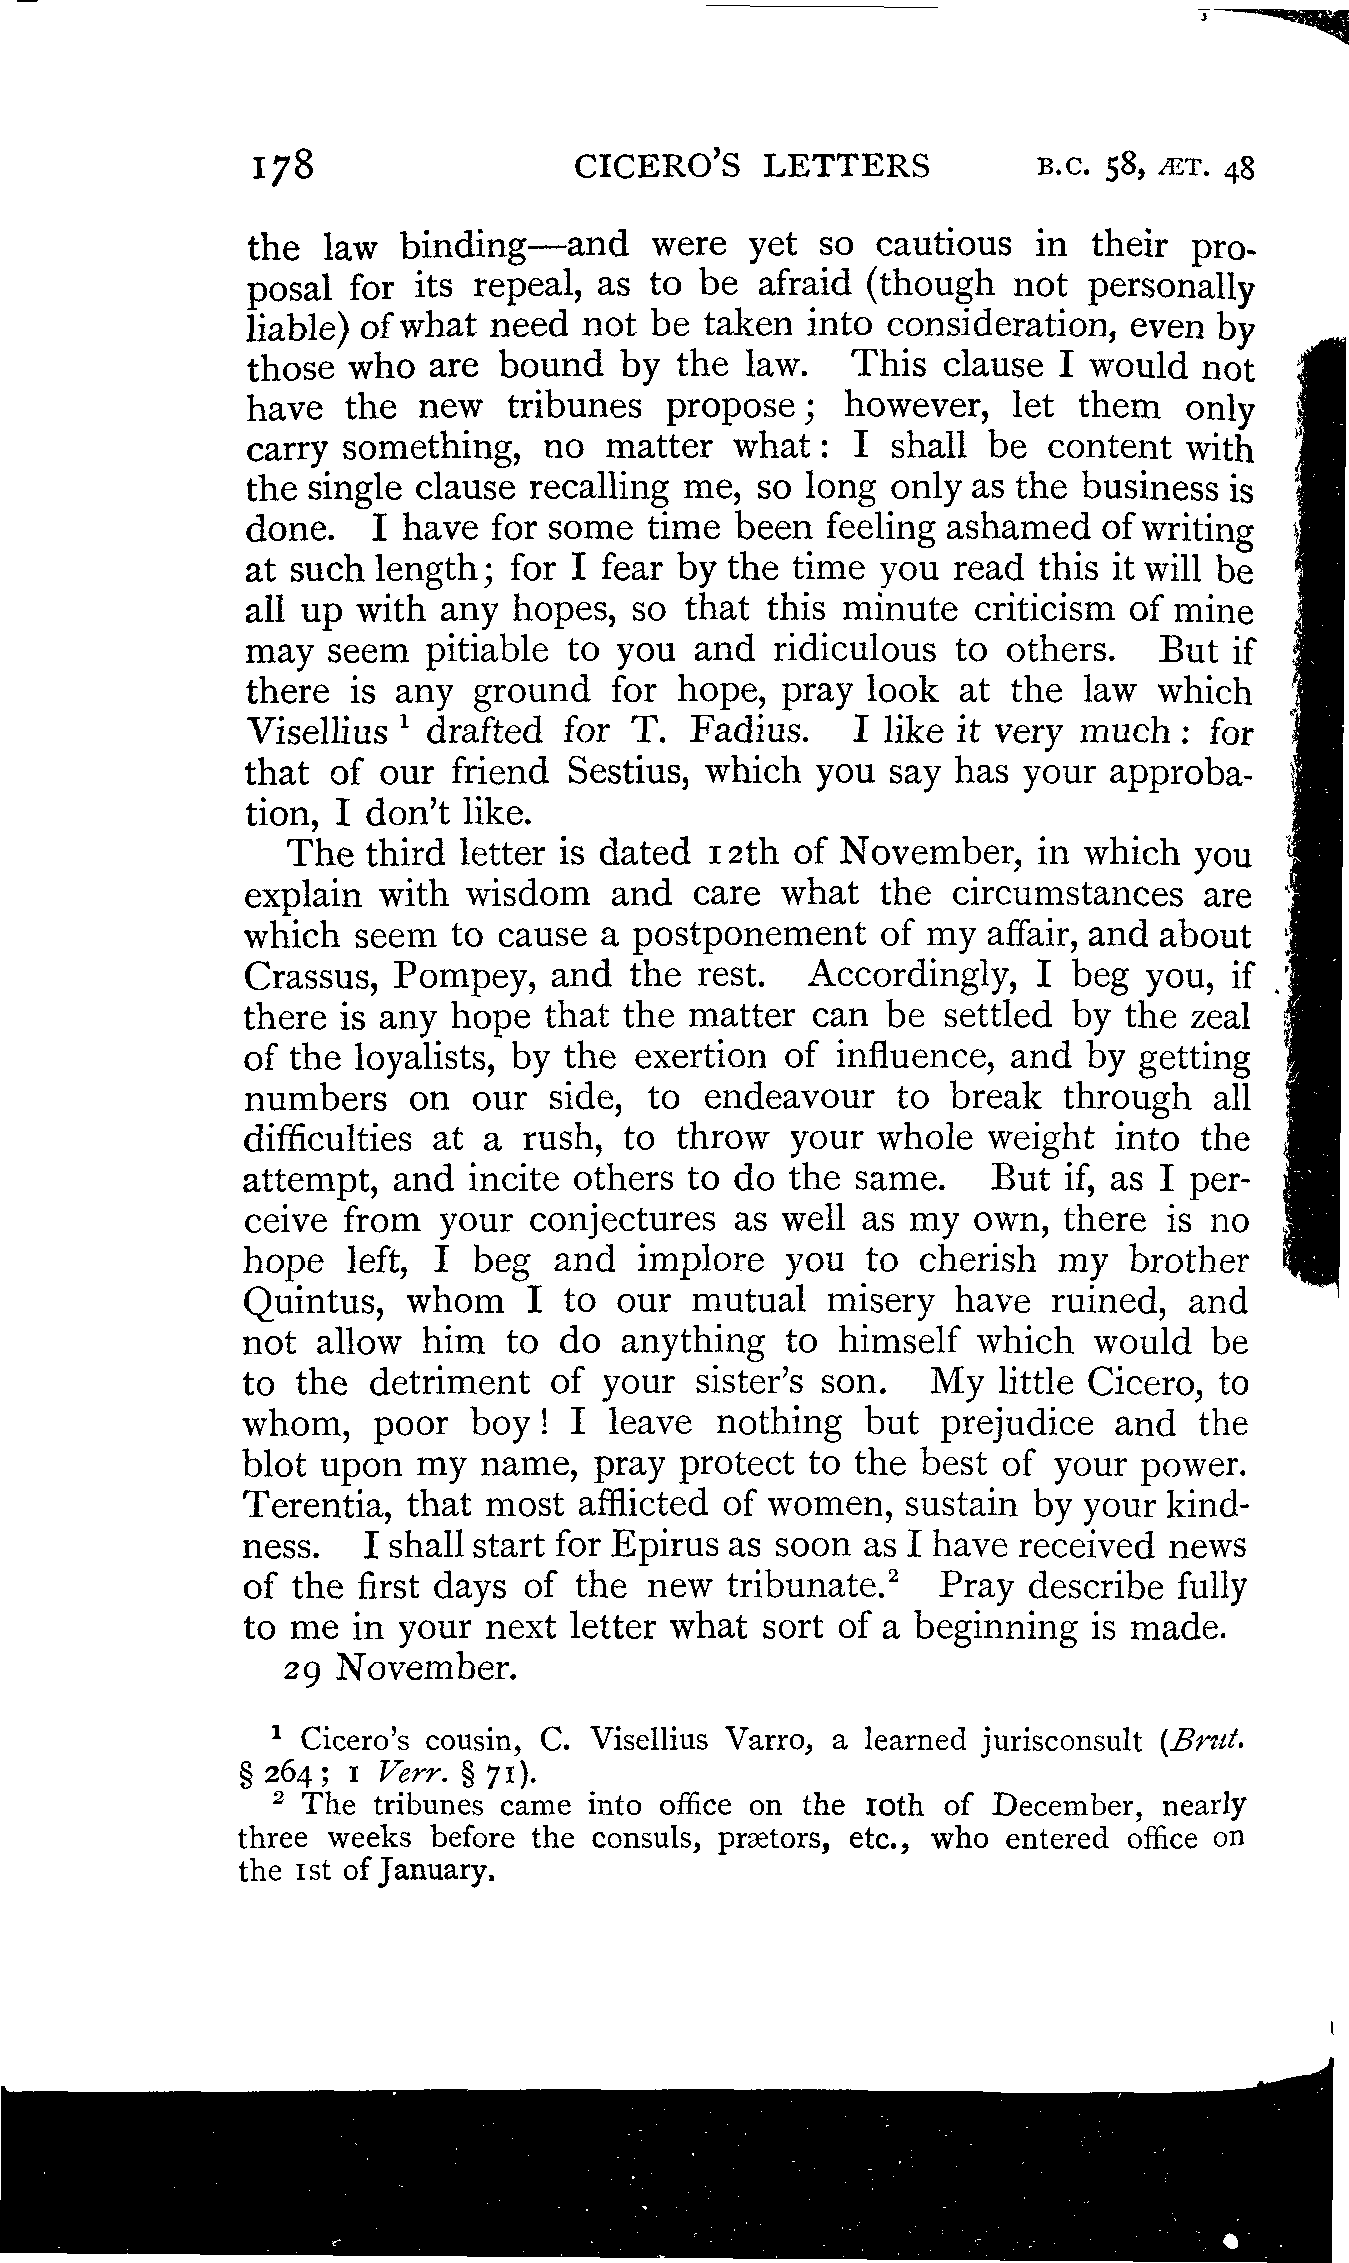 178 CICERO'S LETTERS B.C. 58, ÆT. 48
the law binding—and were yet so cautious in their pro-
posal for its repeal, as to be afraid (though not personally
liable) of what need not be taken into consideration, even by
those who are bound by the law. This clause I would not
have the new tribunes propose; however, let them only
carry something, no matter what: I shall be content with
the single clause recalling me, so long only as the business is
done. I have for some time been feeling ashamed of writing
at such length; for I fear by the time you read this it will be
all up with any hopes, so that this minute criticism of mine
may seem pitiable to you and ridiculous to others. But if
there is any ground for hope, pray look at the law which
Visellius ¹ drafted for T. Fadius. I like it very much: for
that of our friend Sestius, which you say has your approba-
tion, I don't like.
The third letter is dated 12th of November, in which you
explain with wisdom and care what the circumstances are
which seem to cause a postponement of my affair, and about
Crassus, Pompey, and the rest. Accordingly, I beg you, if
there is any hope that the matter can be settled by the zeal
of the loyalists, by the exertion of influence, and by getting
numbers on our side, to endeavour to break through all
difficulties at a rush, to throw your whole weight into the
attempt, and incite others to do the same. But if, as I per-
ceive from your conjectures as well as my own, there is no
hope left, I beg and implore you to cherish my brother
Quintus, whom I to our mutual misery have ruined, and
not allow him to do anything to himself which would be
to the detriment of your sister's son. My little Cicero, to
whom, poor boy! I leave nothing but prejudice and the
blot upon my name, pray protect to the best of your power.
Terentia, that most afflicted of women, sustain by your kind-
ness. I shall start for Epirus as soon as I have received news
of the first days of the new tribunate.² Pray describe fully
to me in your next letter what sort of a beginning is made.
29 November.
¹ Cicero's cousin, C. Visellius Varro, a learned jurisconsult (Brut.
§ 264; 1 Verr. § 71).
² The tribunes came into office on the 10th of December, nearly
three weeks before the consuls, prætors, etc., who entered office on
the 1st of January.